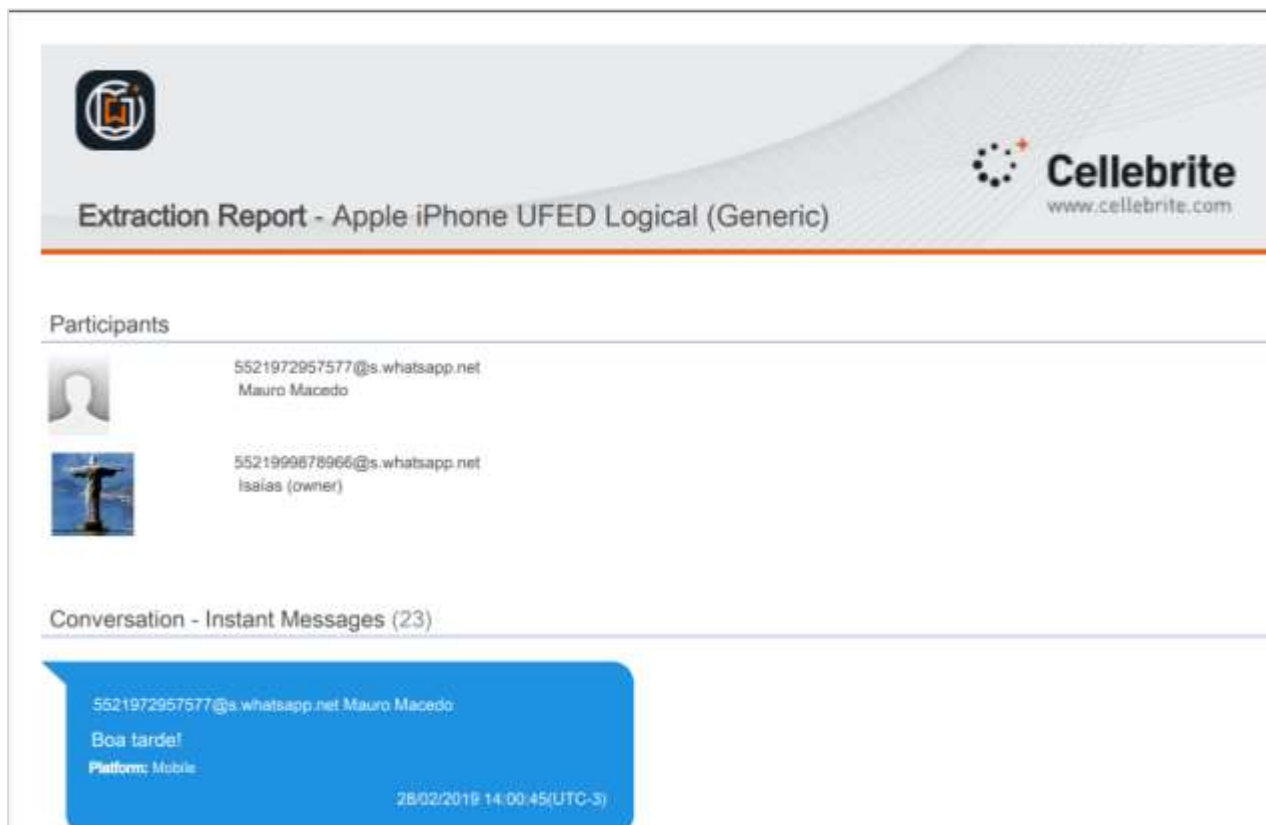 Cellebrite
www.cellebrite.com
Extraction Report - Apple iPhone UFED Logical (Generic)
Participants
5521972957577@s.whatsapp.net
Mauro Macedo
5521999878966@s.whatsapp.net
Isaías (owner)
Conversation - Instant Messages (23)
5521972957577@s.whatsapp.net Mauro Macedo
Boa tarde!
Platform: Mobile
28/02/2019 14:00:45(UTC-3)